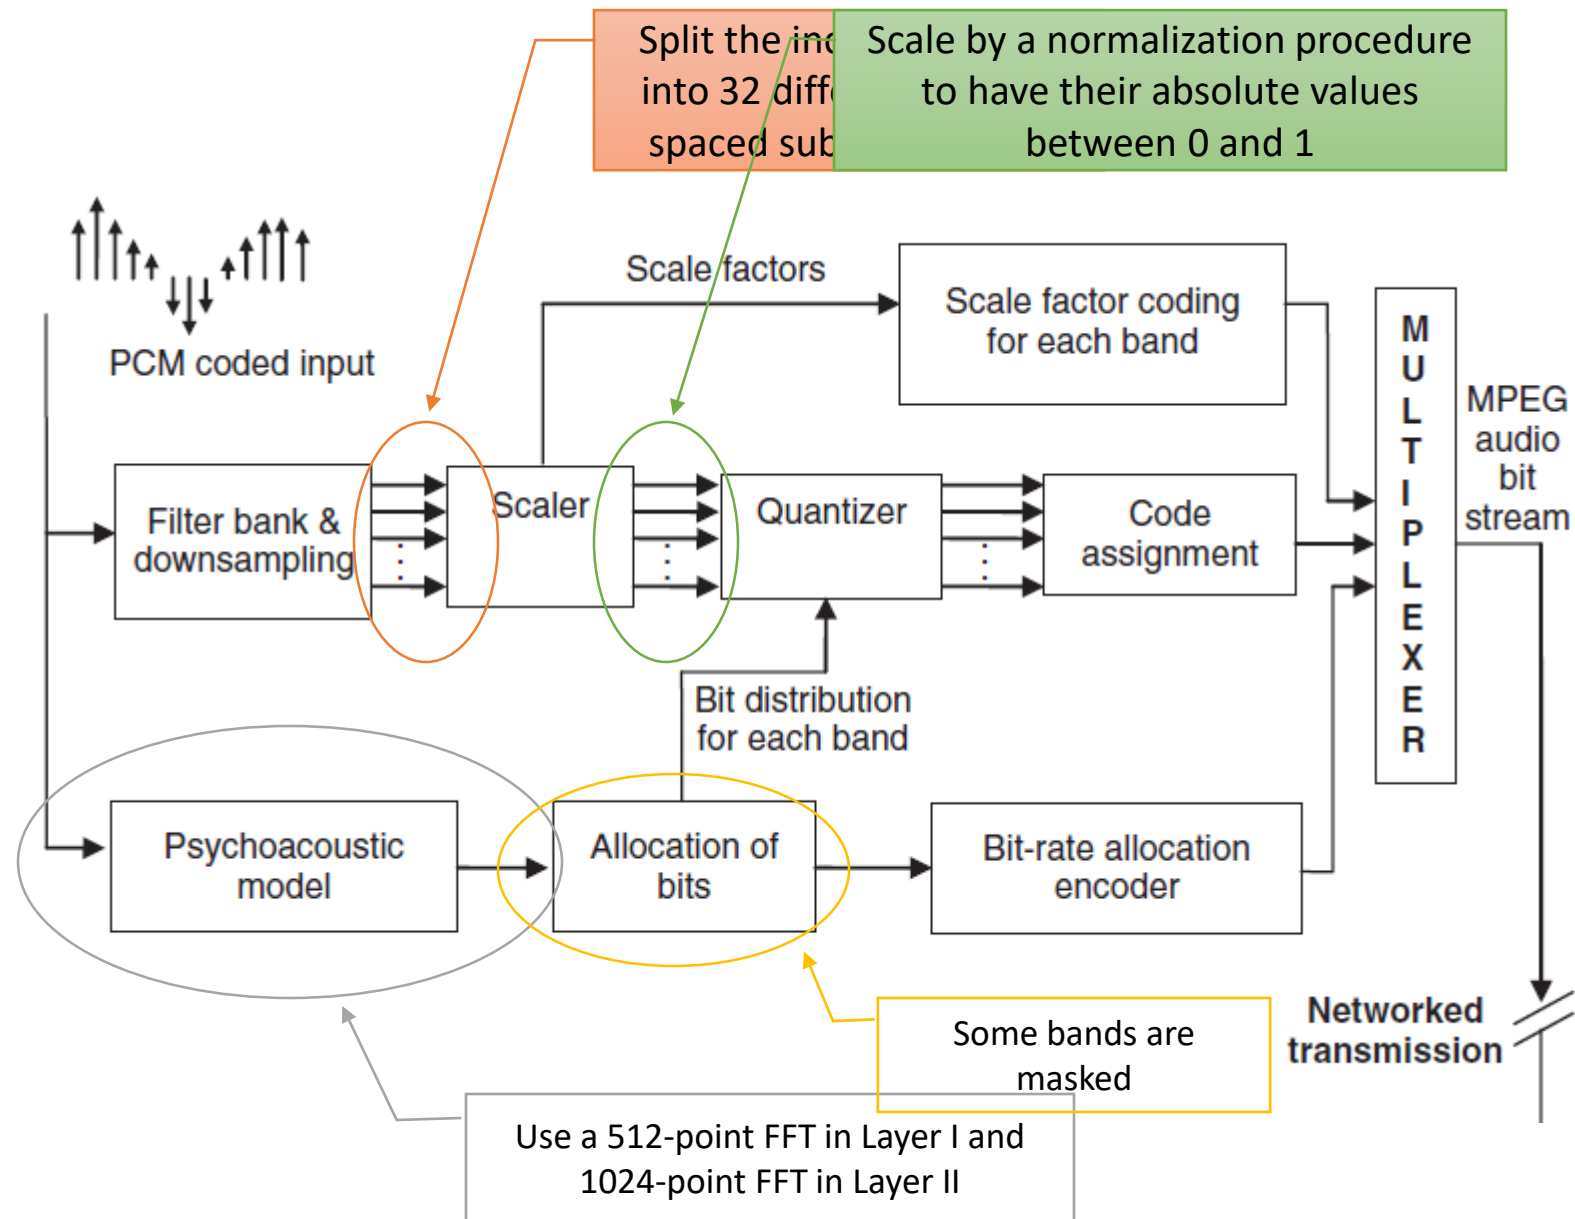 Split the
into 32
spaced
Scale by a normalization procedure
to have their absolute values
between 0 and 1
PCM coded input
Scale factors
Scale factor coding
for each band
MULTIPLEXER
MPEG
audio
bit
stream
Filter bank &
downsampling
Scaler
Quantizer
Code
assignment
Bit distribution
for each band
Psychoacoustic
model
Allocation of
bits
Bit-rate allocation
encoder
Networked
transmission
Some bands are
masked
Use a 512-point FFT in Layer I and
1024-point FFT in Layer II